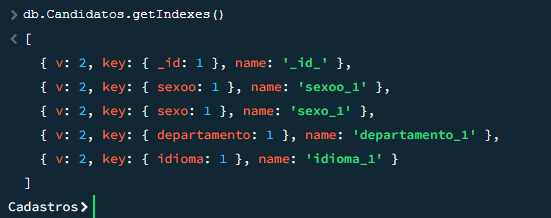 > db.Candidatos.getIndexes()
< [
{ v: 2, key: { _id: 1 }, name: '_id_' },
{ v: 2, key: { sexoo: 1 }, name: 'sexoo_1' },
{ v: 2, key: { sexo: 1 }, name: 'sexo_1' },
{ v: 2, key: { departamento: 1 }, name: 'departamento_1' },
{ v: 2, key: { idioma: 1 }, name: 'idioma_1' }
]
Cadastros>